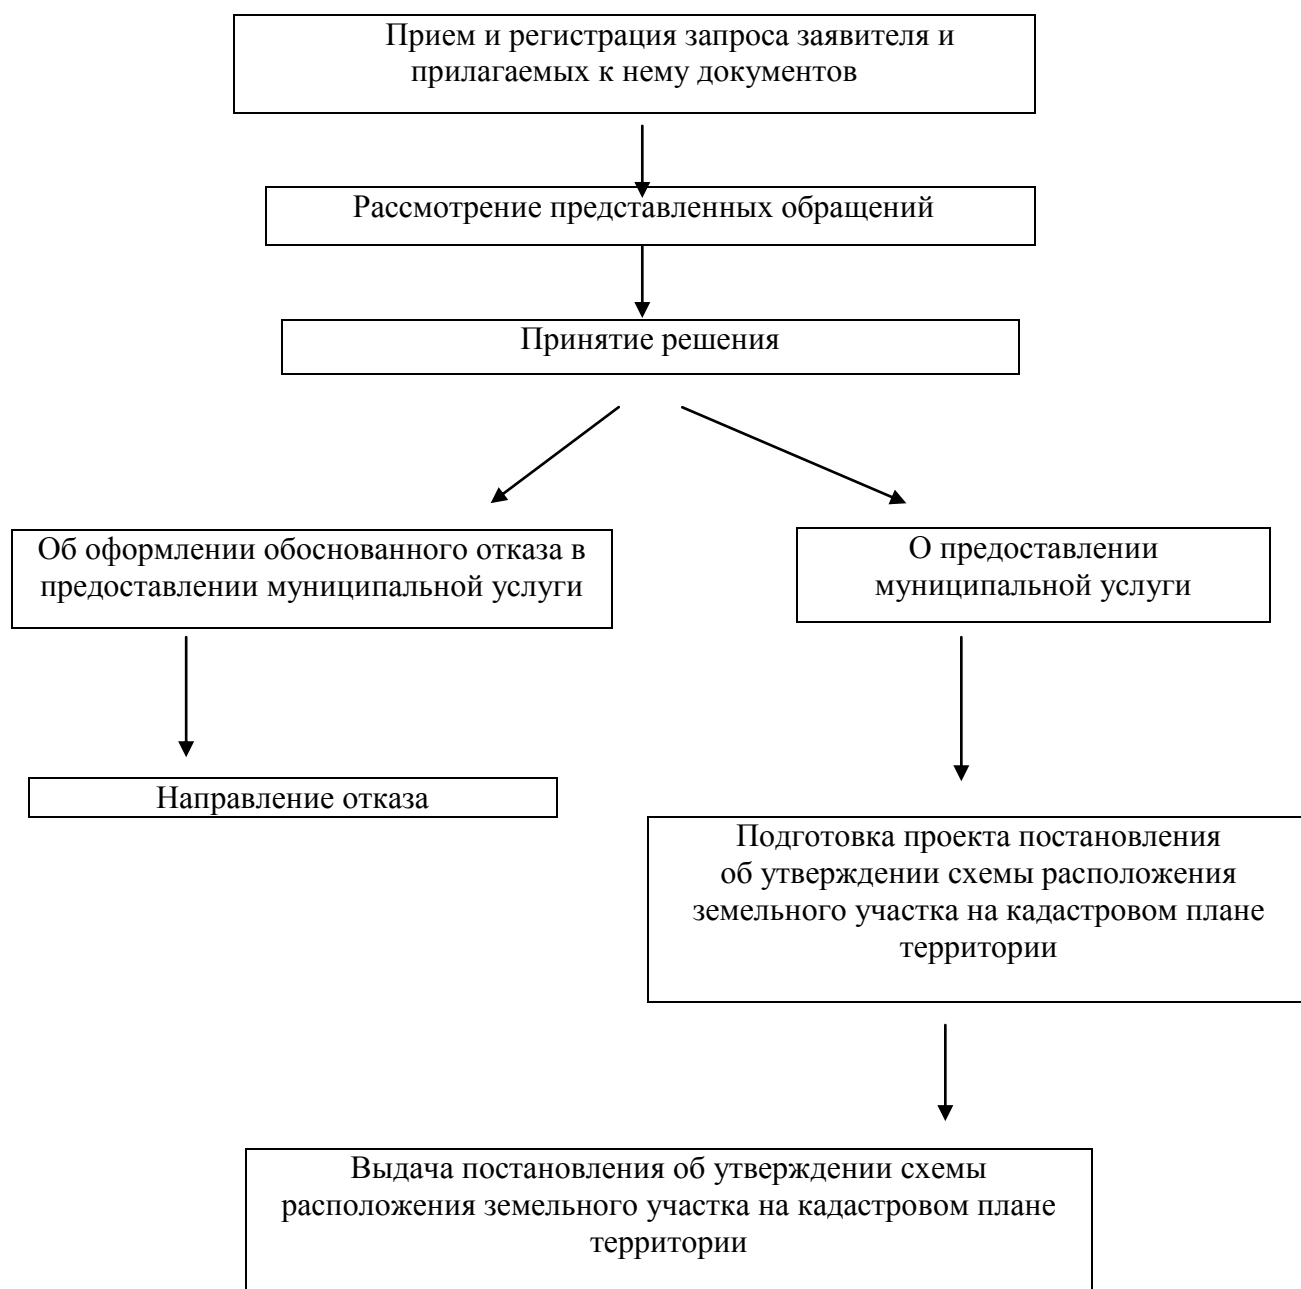 Прием и регистрация запроса заявителя и
прилагаемых к нему документов
Рассмотрение представленных обращений
Принятие решения
Об оформлении обоснованного отказа в
предоставлении муниципальной услуги
О предоставлении
муниципальной услуги
Направление отказа
Подготовка проекта постановления
об утверждении схемы расположения
земельного участка на кадастровом плане
территории
Выдача постановления об утверждении схемы
расположения земельного участка на кадастровом плане
территории